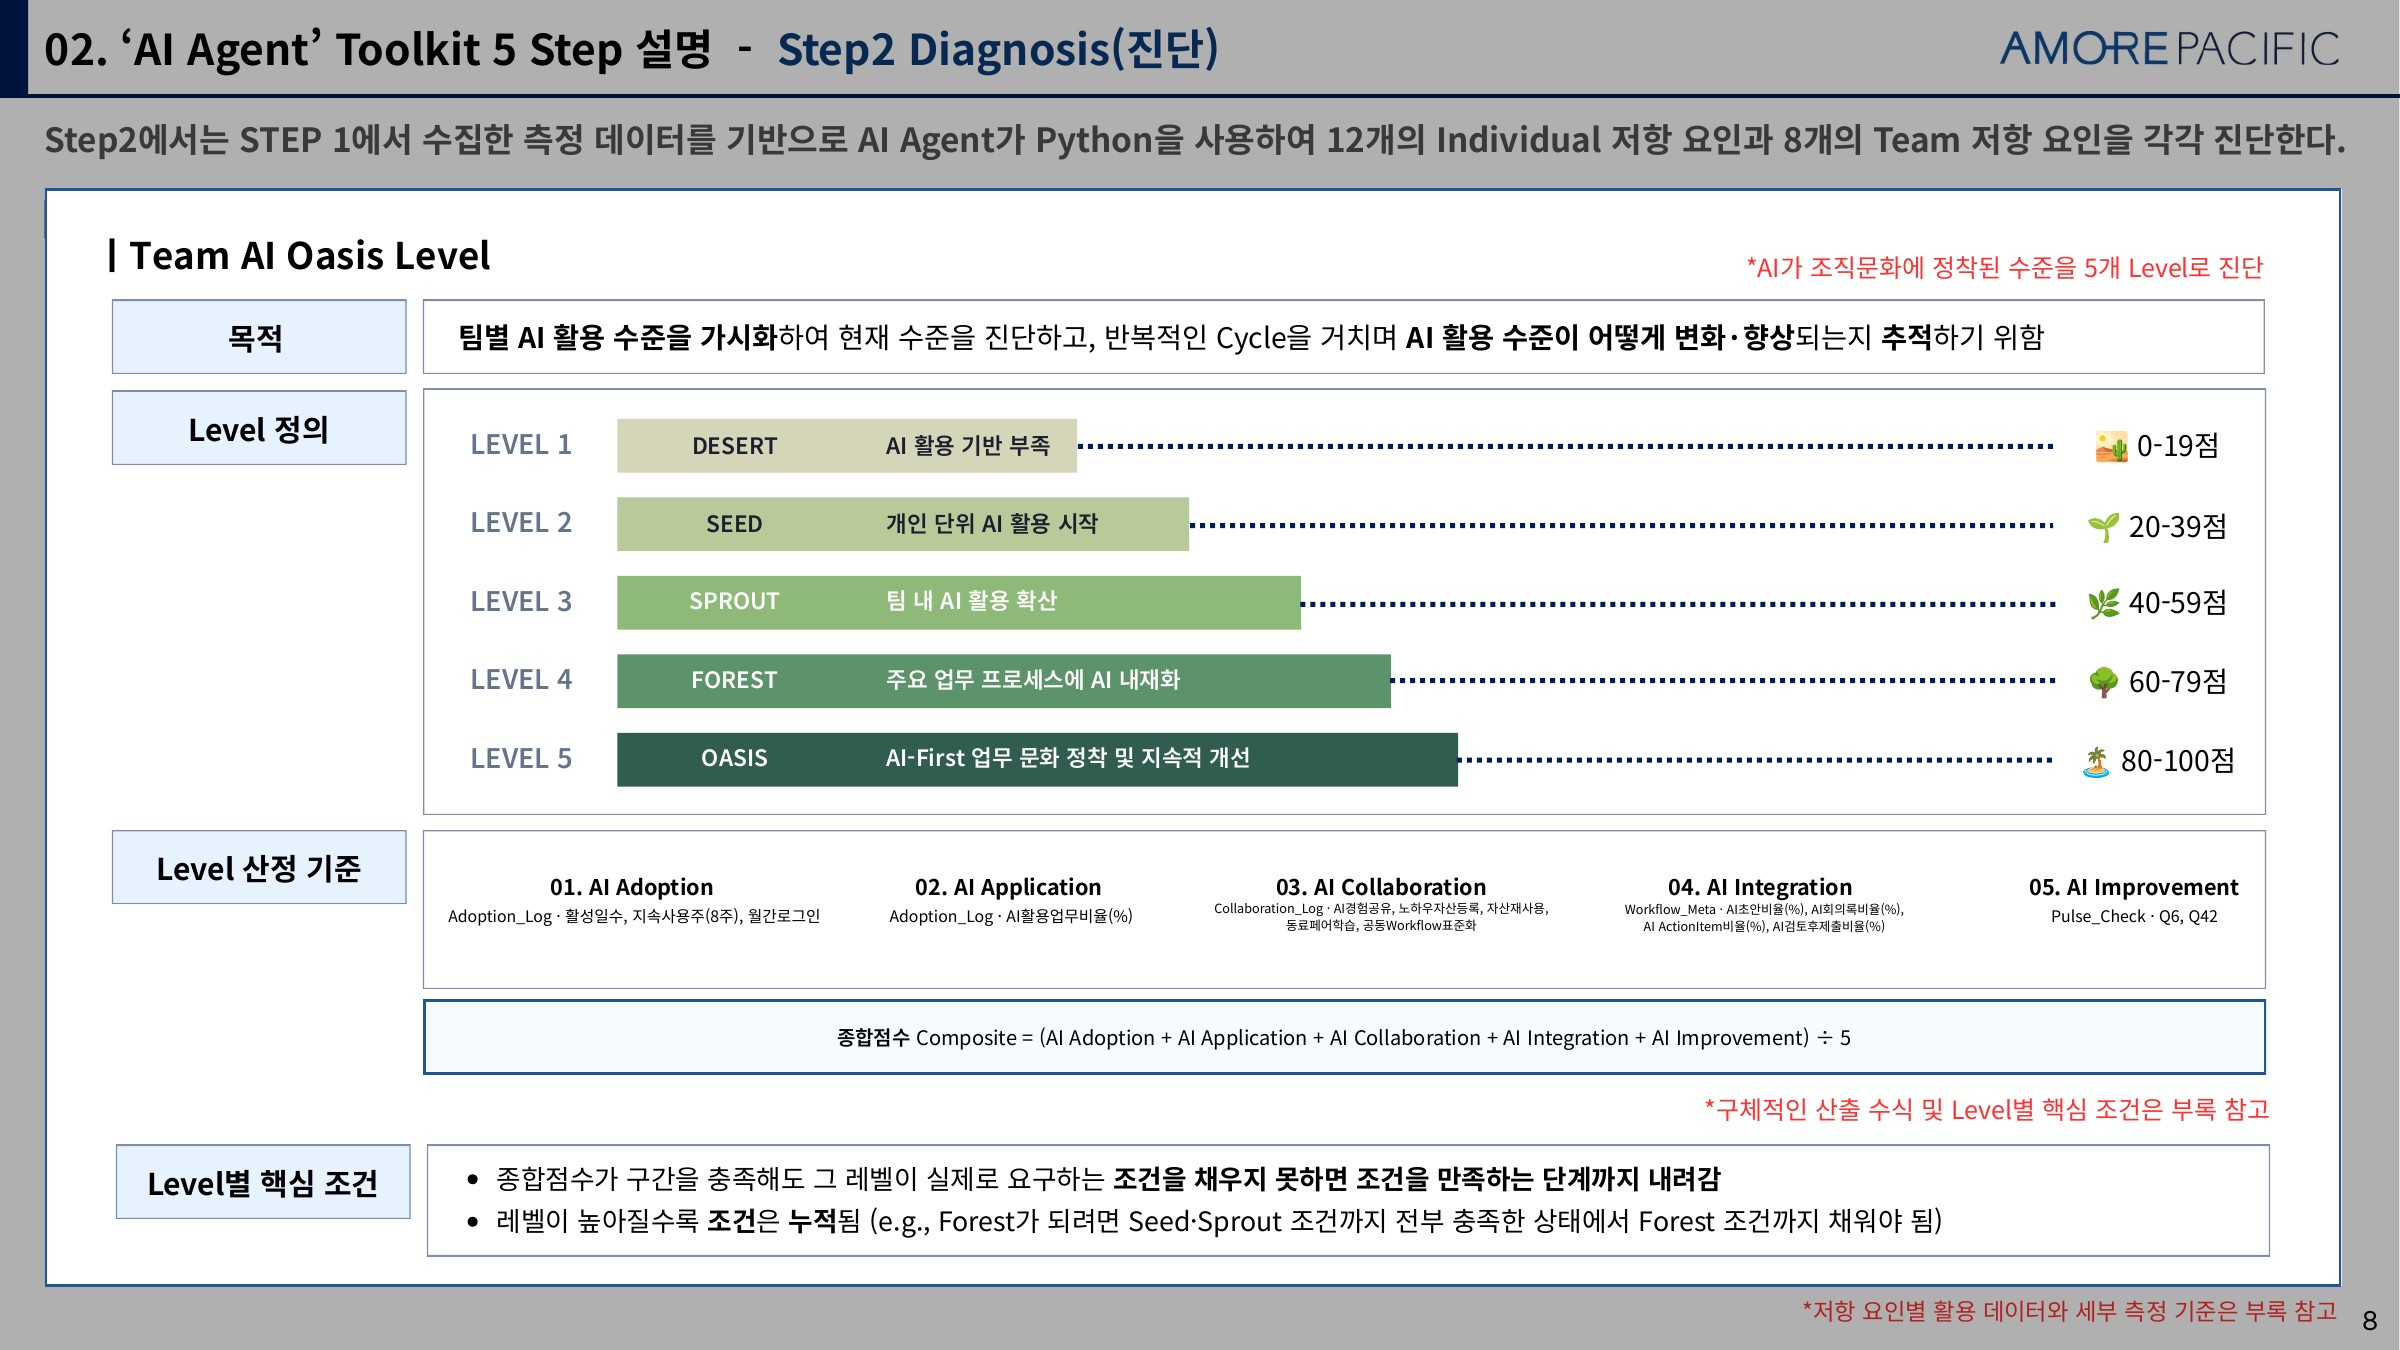 02. ‘AI Agent’ Toolkit 5 Step 설명 - Step2 Diagnosis(진단)
AMOREPACIFIC
Step2에서는 STEP 1에서 수집한 측정 데이터를 기반으로 AI Agent가 Python을 사용하여 12개의 Individual 저항 요인과 8개의 Team 저항 요인을 각각 진단한다.
Team AI Oasis Level
*AI가 조직문화에 정착된 수준을 5개 Level로 진단
목적
팀별 AI 활용 수준을 가시화하여 현재 수준을 진단하고, 반복적인 Cycle을 거치며 AI 활용 수준이 어떻게 변화·향상되는지 추적하기 위함
Level 정의
LEVEL 1 DESERT AI 활용 기반 부족 0-19점
LEVEL 2 SEED 개인 단위 AI 활용 시작 20-39점
LEVEL 3 SPROUT 팀 내 AI 활용 확산 40-59점
LEVEL 4 FOREST 주요 업무 프로세스에 AI 내재화 60-79점
LEVEL 5 OASIS AI-First 업무 문화 정착 및 지속적 개선 80-100점
Level 산정 기준
01. AI Adoption
Adoption_Log · 활성일수, 지속사용주(8주), 월간로그인
02. AI Application
Adoption_Log · AI활용업무비율(%)
03. AI Collaboration
Collaboration_Log · AI경험공유, 노하우자산등록, 자산재사용,
동료페어학습, 공동Workflow표준화
04. AI Integration
Workflow_Meta · AI초안비율(%), AI회의록비율(%),
AI ActionItem비율(%), AI검토후제출비율(%)
05. AI Improvement
Pulse_Check · Q6, Q42
종합점수 Composite = (AI Adoption + AI Application + AI Collaboration + AI Integration + AI Improvement) ÷ 5
*구체적인 산출 수식 및 Level별 핵심 조건은 부록 참고
Level별 핵심 조건
• 종합점수가 구간을 충족해도 그 레벨이 실제로 요구하는 조건을 채우지 못하면 조건을 만족하는 단계까지 내려감
• 레벨이 높아질수록 조건은 누적됨 (e.g., Forest가 되려면 Seed·Sprout 조건까지 전부 충족한 상태에서 Forest 조건까지 채워야 됨)
*저항 요인별 활용 데이터와 세부 측정 기준은 부록 참고
8